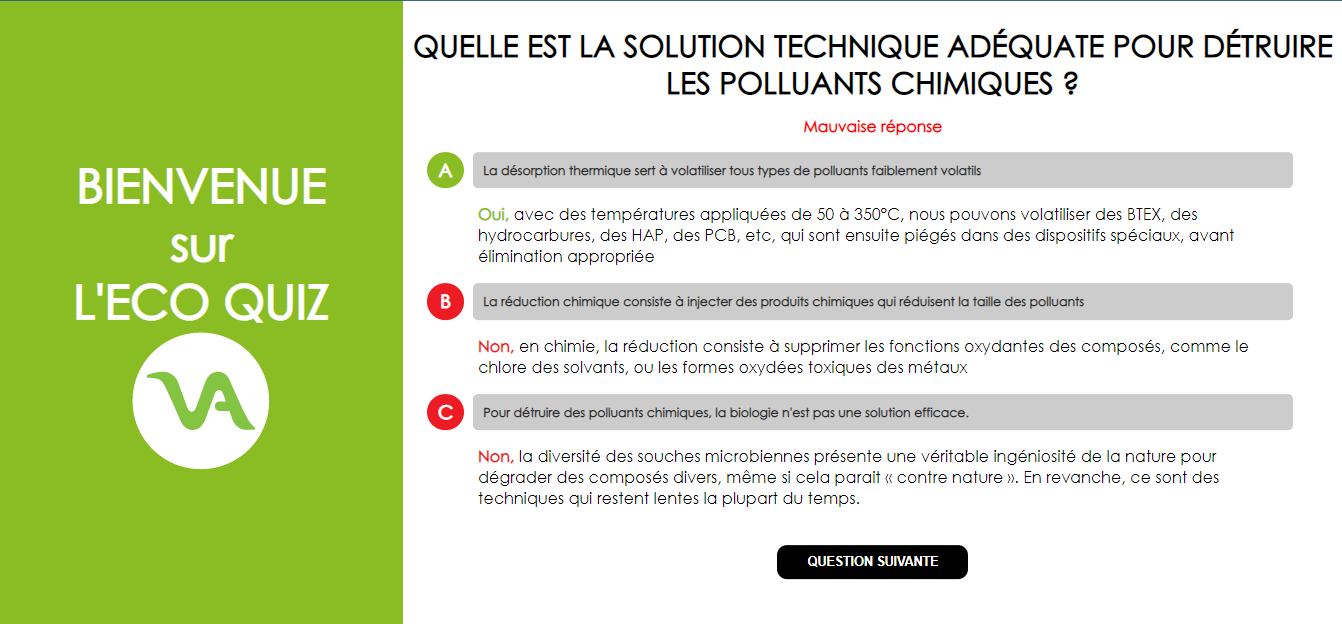 BIENVENUE
sur
L'ECO QUIZ
VA
QUELLE EST LA SOLUTION TECHNIQUE ADÉQUATE POUR DÉTRUIRE
LES POLLUANTS CHIMIQUES ?
Mauvaise réponse
A La désorption thermique sert à volatiliser tous types de polluants faiblement volatils
Oui, avec des températures appliquées de 50 à 350°C, nous pouvons volatiliser des BTEX, des
hydrocarbures, des HAP, des PCB, etc, qui sont ensuite piégés dans des dispositifs spéciaux, avant
élimination appropriée
B La réduction chimique consiste à injecter des produits chimiques qui réduisent la taille des polluants
Non, en chimie, la réduction consiste à supprimer les fonctions oxydantes des composés, comme le
chlore des solvants, ou les formes oxydées toxiques des métaux
C Pour détruire des polluants chimiques, la biologie n'est pas une solution efficace.
Non, la diversité des souches microbiennes présente une véritable ingéniosité de la nature pour
dégrader des composés divers, même si cela parait « contre nature ». En revanche, ce sont des
techniques qui restent lentes la plupart du temps.
QUESTION SUIVANTE